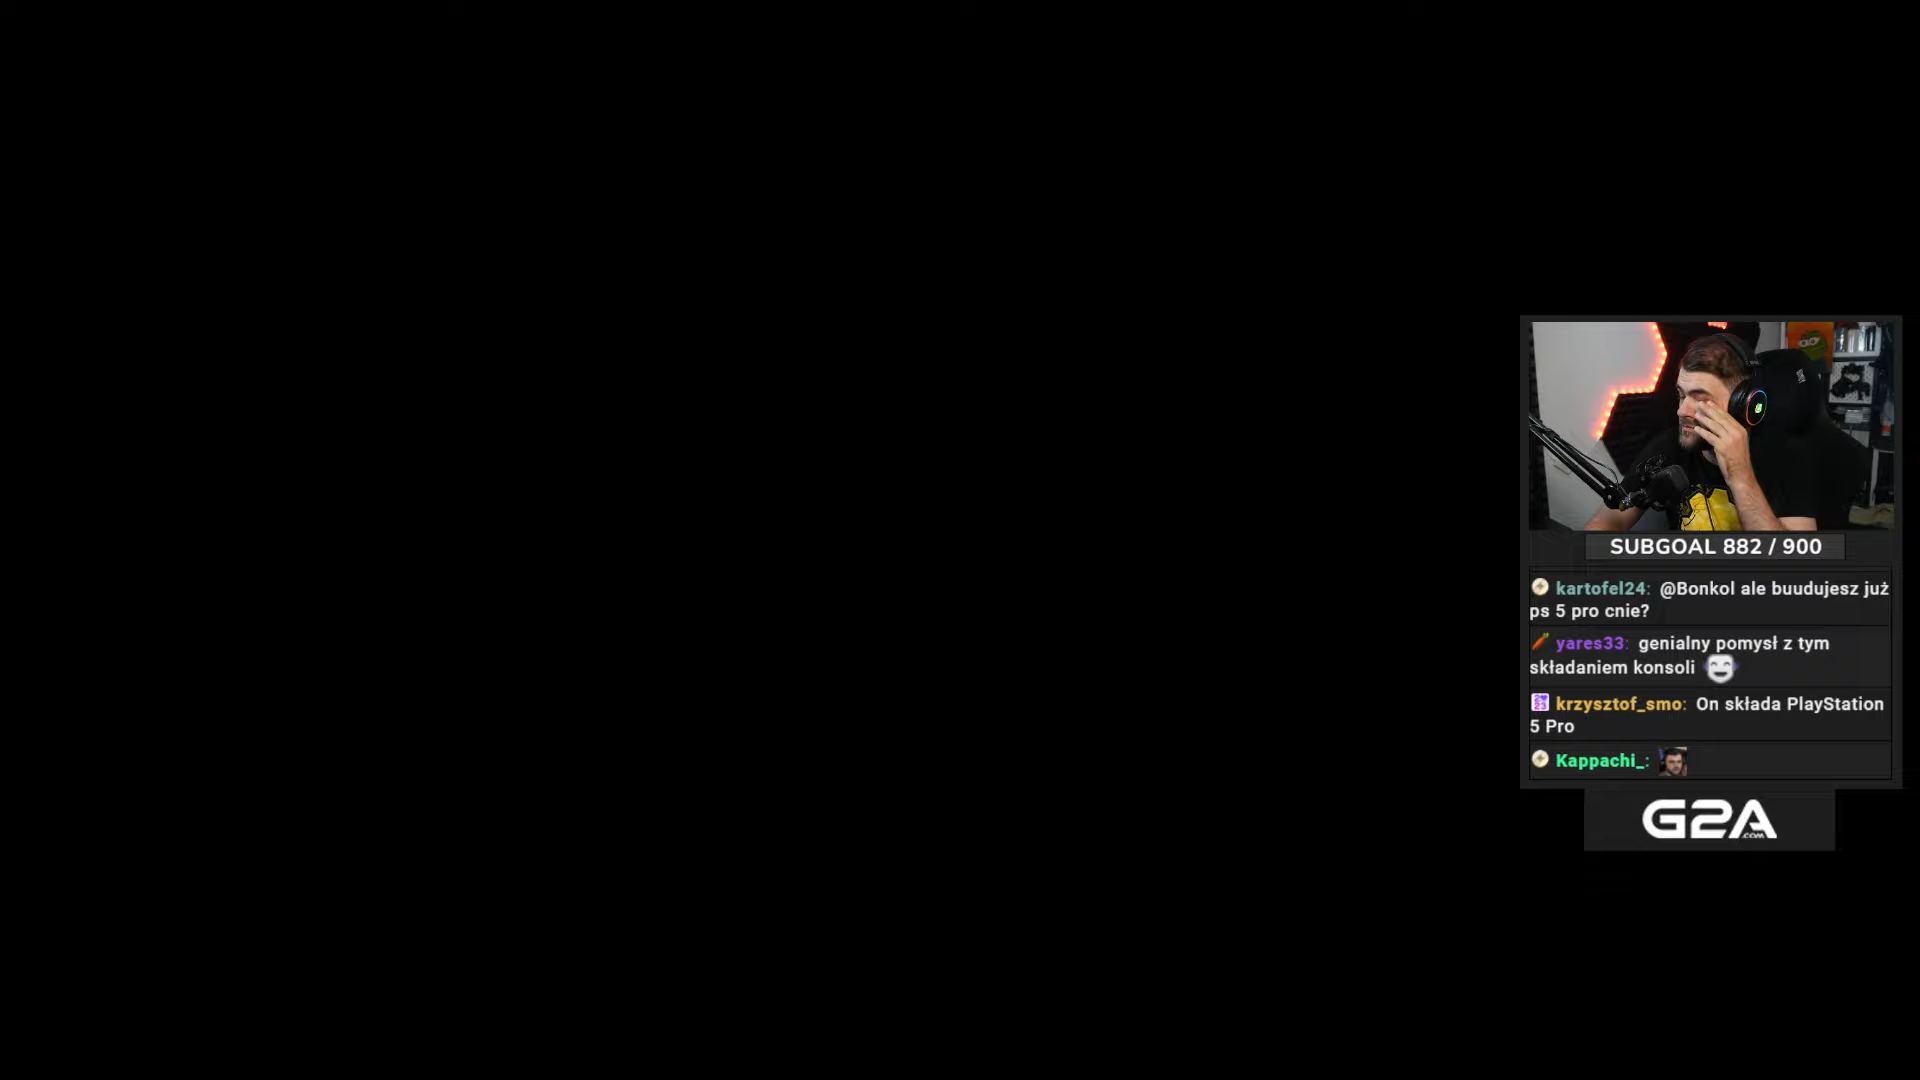 SUBGOAL 882 / 900
kartofel24: @Bonkol ale buudujesz już
ps 5 pro cnie?
yares33: genialny pomysł z tym
składaniem konsoli
krzysztof_smo: On składa PlayStation
5 Pro
Kappachi_:
G2A
.COM